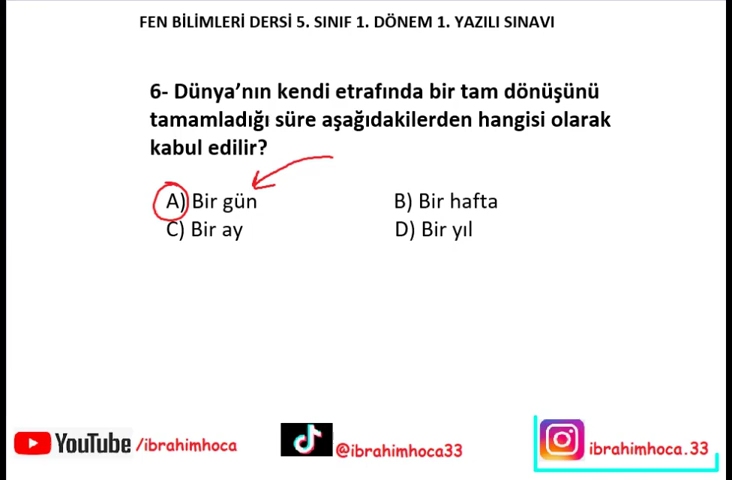 FEN BİLİMLERİ DERSİ 5. SINIF 1. DÖNEM 1. YAZILI SINAVI
6- Dünya’nın kendi etrafında bir tam dönüşünü
tamamladığı süre aşağıdakilerden hangisi olarak
kabul edilir?
A) Bir gün B) Bir hafta
C) Bir ay D) Bir yıl
YouTube /ibrahimhoca @ibrahimhoca33 ibrahimhoca.33